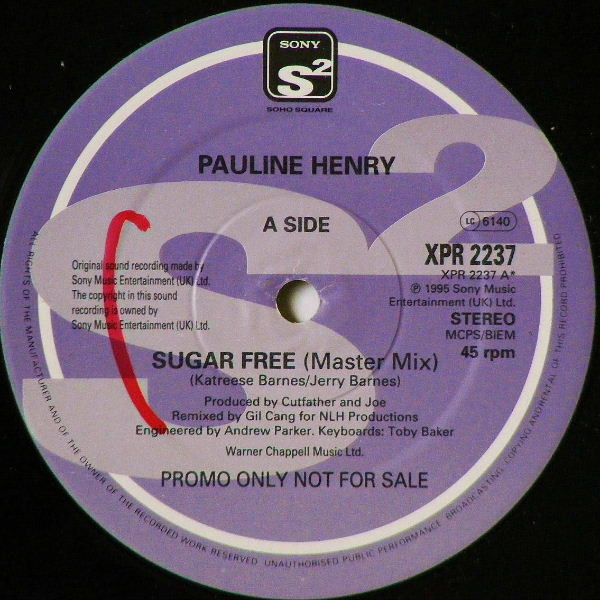 SONY
S2
SOHO SQUARE
PAULINE HENRY
A SIDE
LC 6140
XPR 2237
XPR 2237 A*
Ⓟ 1995 Sony Music
Entertainment (UK) Ltd.
STEREO
MCPS/BIEM
45 rpm
Original sound recording made by
Sony Music Entertainment (UK) Ltd.
The copyright in this sound
recording is owned by
Sony Music Entertainment (UK) Ltd.
SUGAR FREE (Master Mix)
(Katreese Barnes/Jerry Barnes)
Produced by Cutfather and Joe
Remixed by Gil Cang for NLH Productions
Engineered by Andrew Parker. Keyboards: Toby Baker
Warner Chappell Music Ltd.
PROMO ONLY NOT FOR SALE
ALL RIGHTS OF THE MANUFACTURER AND OF THE OWNER OF THE RECORDED WORK RESERVED. UNAUTHORISED PUBLIC PERFORMANCE, BROADCASTING, COPYING AND RENTAL OF THIS RECORD PROHIBITED
S2